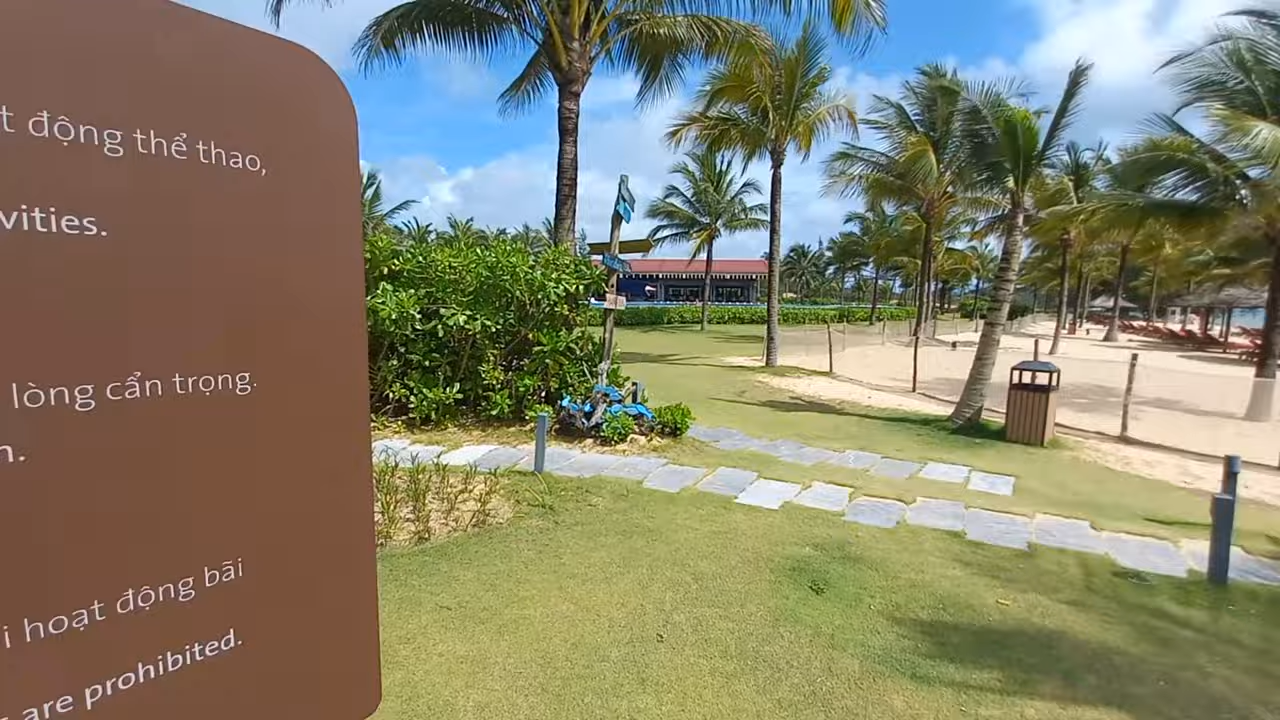 t động thể thao,
vities.
lòng cẩn trọng.
n.
i hoạt động bãi
are prohibited.